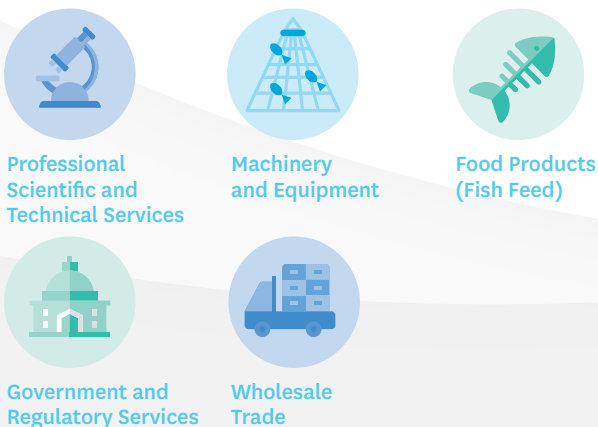 Professional
Scientific and
Technical Services
Machinery
and Equipment
Food Products
(Fish Feed)
Government and
Regulatory Services
Wholesale
Trade